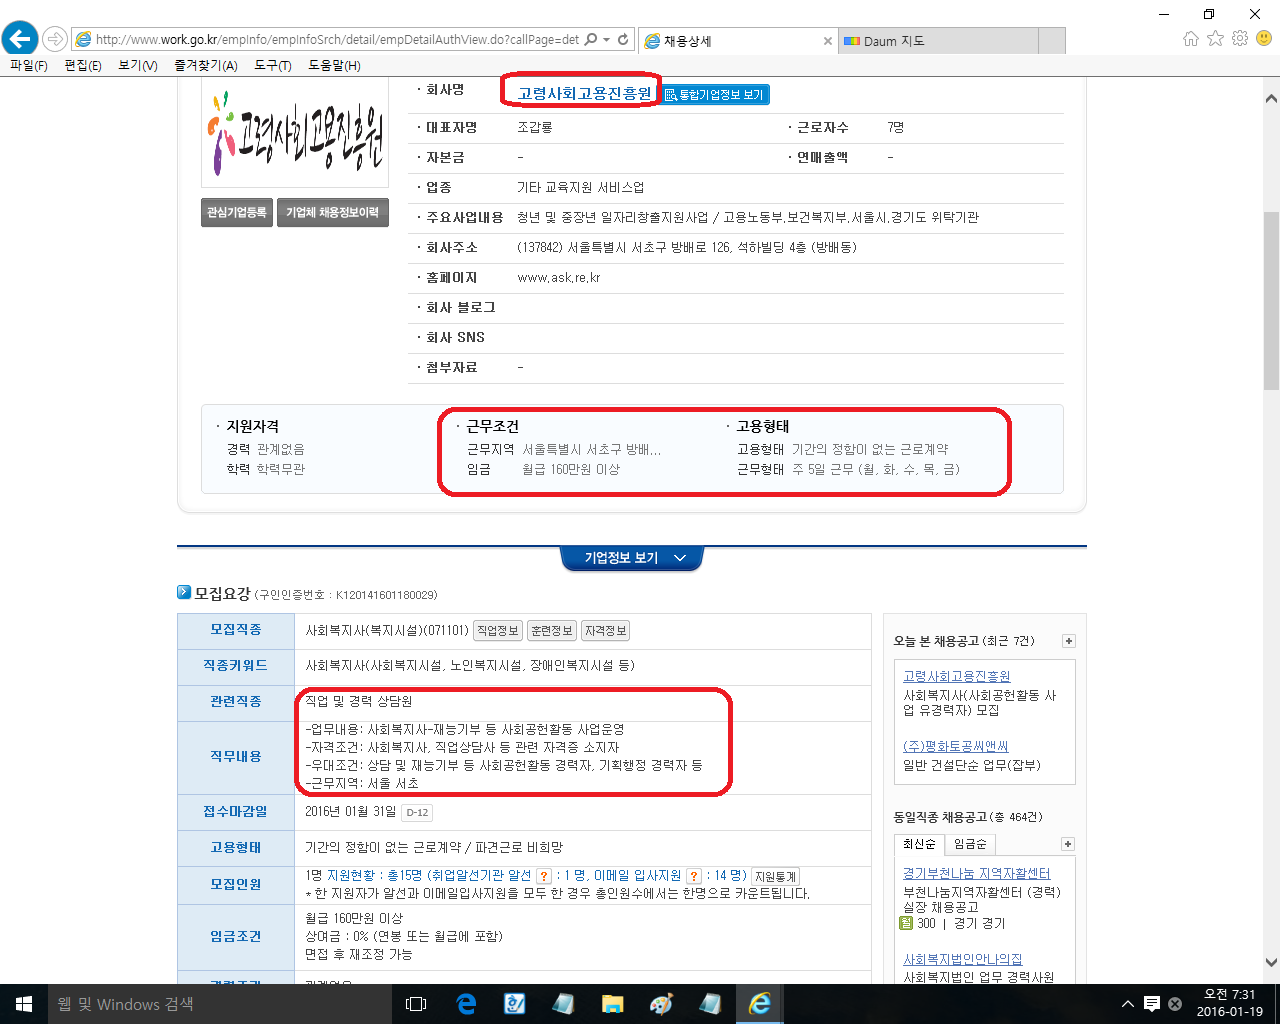 http://www.work.go.kr/empInfo/empInfoSrch/detail/empDetailAuthView.do?callPage=det
채용상세
Daum 지도
파일(F) 편집(E) 보기(V) 즐겨찾기(A) 도구(T) 도움말(H)
고령사회고용진흥원
관심기업등록 기업체 채용정보이력
· 회사명 고령사회고용진흥원 통합기업정보 보기
· 대표자명 조갑룡 · 근로자수 7명
· 자본금 - · 연매출액 -
· 업종 기타 교육지원 서비스업
· 주요사업내용 청년 및 중장년 일자리창출지원사업 / 고용노동부,보건복지부,서울시,경기도 위탁기관
· 회사주소 (137842) 서울특별시 서초구 방배로 126, 석하빌딩 4층 (방배동)
· 홈페이지 www.ask.re.kr
· 회사 블로그
· 회사 SNS
· 첨부자료 -
· 지원자격 · 근무조건 · 고용형태
경력 관계없음 근무지역 서울특별시 서초구 방배... 고용형태 기간의 정함이 없는 근로계약
학력 학력무관 임금 월급 160만원 이상 근무형태 주 5일 근무 (월, 화, 수, 목, 금)
기업정보 보기
모집요강 (구인인증번호 : K120141601180029)
모집직종 사회복지사(복지시설)(071101) 직업정보 훈련정보 자격정보
직종키워드 사회복지사(사회복지시설, 노인복지시설, 장애인복지시설 등)
관련직종 직업 및 경력 상담원
직무내용
-업무내용: 사회복지사-재능기부 등 사회공헌활동 사업운영
-자격조건: 사회복지사, 직업상담사 등 관련 자격증 소지자
-우대조건: 상담 및 재능기부 등 사회공헌활동 경력자, 기획행정 경력자 등
-근무지역: 서울 서초
접수마감일 2016년 01월 31일 D-12
고용형태 기간의 정함이 없는 근로계약 / 파견근로 비희망
모집인원
1명 지원현황 : 총15명 (취업알선기관 알선 ? : 1 명, 이메일 입사지원 ? : 14 명) 지원통계
* 한 지원자가 알선과 이메일입사지원을 모두 한 경우 총인원수에서는 한명으로 카운트됩니다.
임금조건
월급 160만원 이상
상여금 : 0% (연봉 또는 월급에 포함)
면접 후 재조정 가능
오늘 본 채용공고 (최근 7건) +
고령사회고용진흥원
사회복지사(사회공헌활동 사
업 유경력자) 모집
(주)평화토공씨앤씨
일반 건설단순 업무(잡부)
동일직종 채용공고 (총 464건)
최신순 임금순 +
경기부천나눔 지역자활센터
부천나눔지역자활센터 (경력)
실장 채용공고
월 300 | 경기 경기
사회복지법인안나의집
사회복지법인 업무 경력사원
웹 및 Windows 검색
오전 7:31
2016-01-19